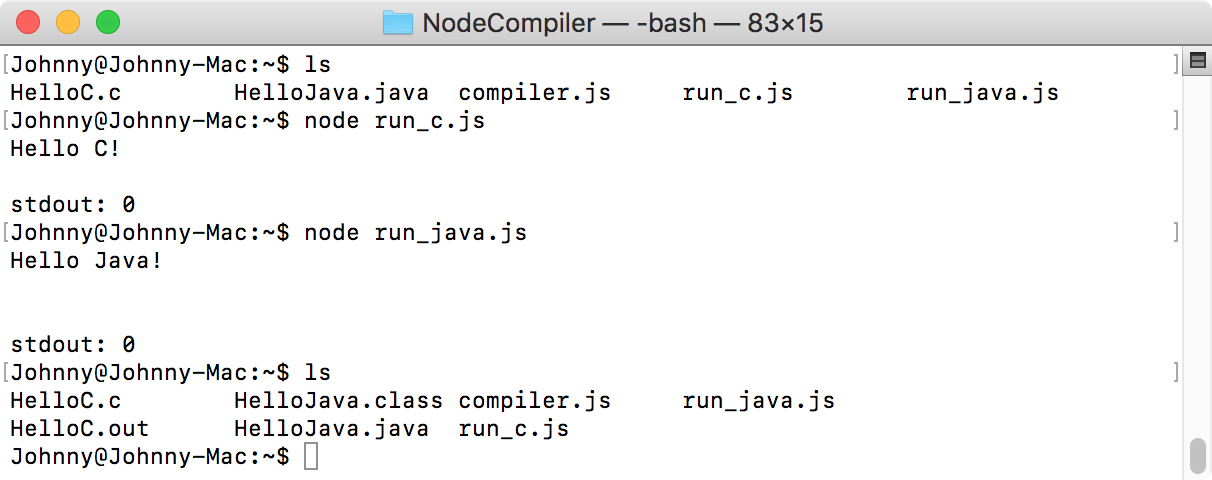 NodeCompiler — -bash — 83×15
[Johnny@Johnny-Mac:~$ ls ]
HelloC.c        HelloJava.java  compiler.js     run_c.js        run_java.js
[Johnny@Johnny-Mac:~$ node run_c.js ]
Hello C!
stdout: 0
[Johnny@Johnny-Mac:~$ node run_java.js ]
Hello Java!
stdout: 0
[Johnny@Johnny-Mac:~$ ls ]
HelloC.c        HelloJava.class compiler.js     run_java.js
HelloC.out      HelloJava.java  run_c.js
Johnny@Johnny-Mac:~$